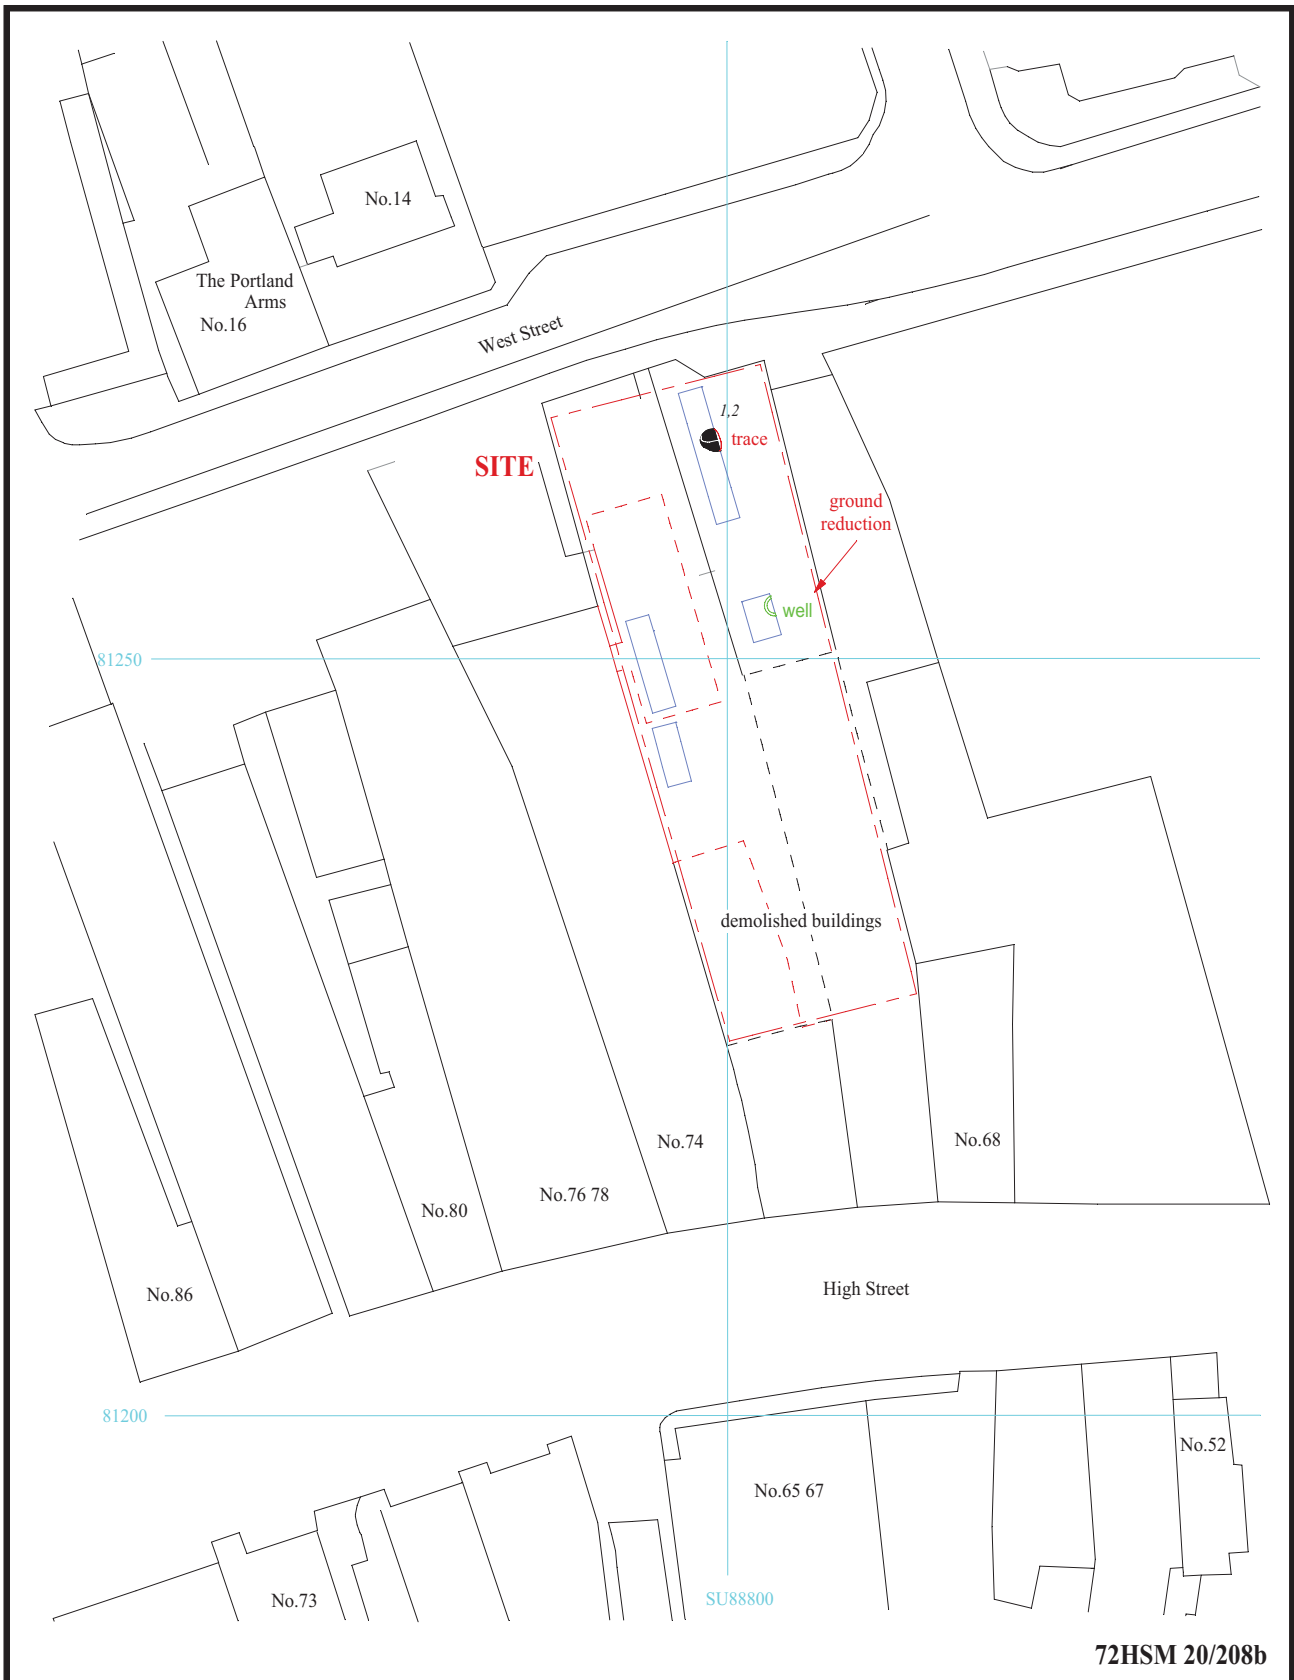 No.14
The Portland
Arms
No.16
West Street
1,2
trace
SITE
ground
reduction
well
81250
demolished buildings
No.74
No.68
No.76 78
No.80
High Street
No.86
81200
No.52
No.65 67
No.73
SU88800
72HSM 20/208b